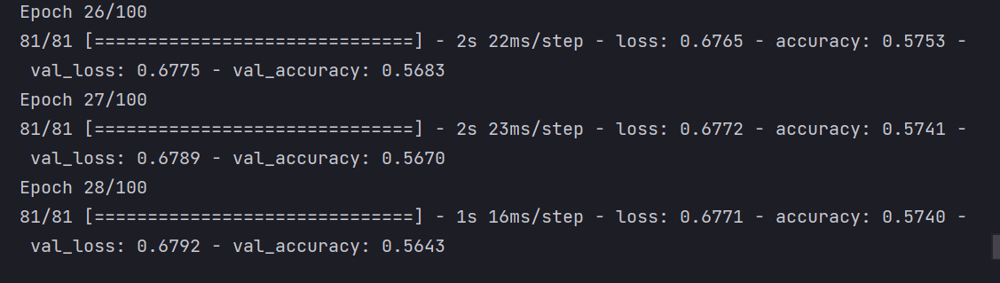 Epoch 26/100
81/81 [==============================] - 2s 22ms/step - loss: 0.6765 - accuracy: 0.5753 -
val_loss: 0.6775 - val_accuracy: 0.5683
Epoch 27/100
81/81 [==============================] - 2s 23ms/step - loss: 0.6772 - accuracy: 0.5741 -
val_loss: 0.6789 - val_accuracy: 0.5670
Epoch 28/100
81/81 [==============================] - 1s 16ms/step - loss: 0.6771 - accuracy: 0.5740 -
val_loss: 0.6792 - val_accuracy: 0.5643